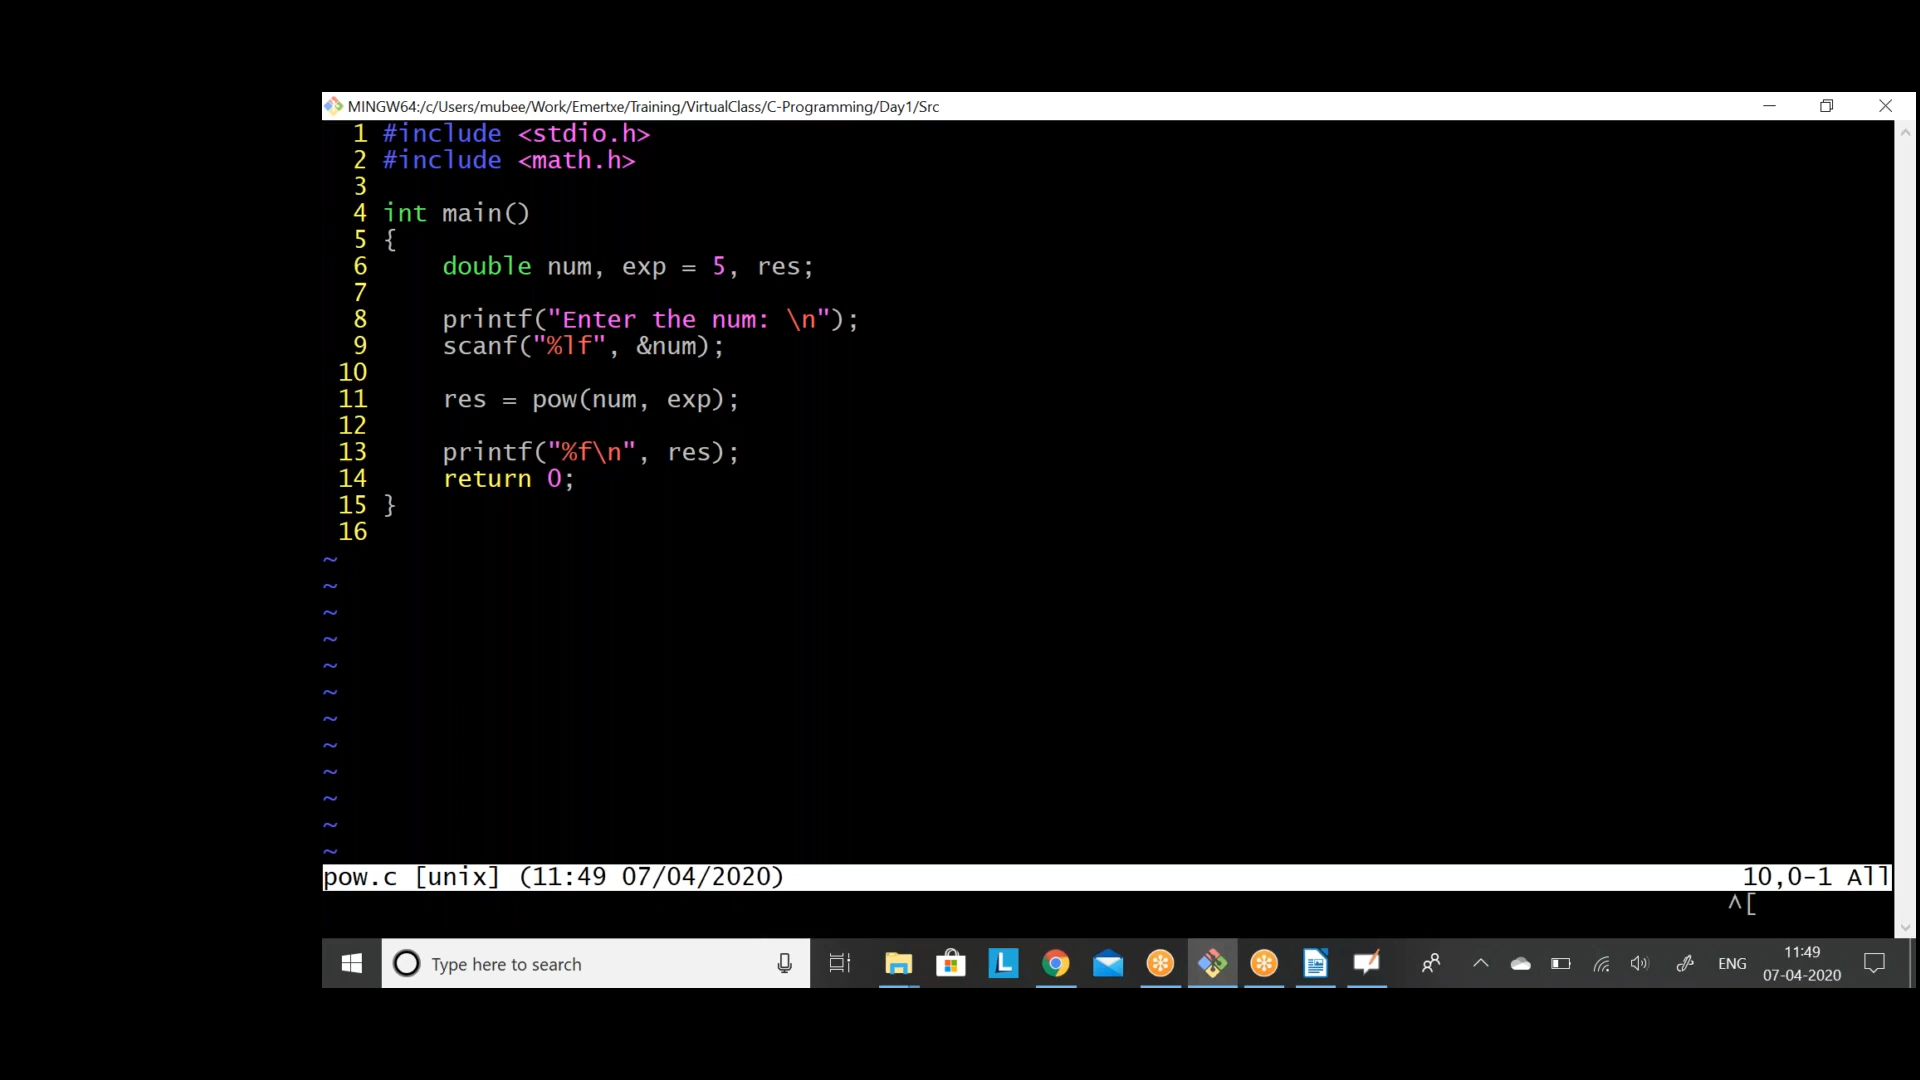 MINGW64:/c/Users/mubee/Work/Emertxe/Training/VirtualClass/C-Programming/Day1/Src
1 #include <stdio.h>
2 #include <math.h>
3
4 int main()
5 {
6     double num, exp = 5, res;
7
8     printf("Enter the num: \n");
9     scanf("%lf", &num);
10
11     res = pow(num, exp);
12
13     printf("%f\n", res);
14     return 0;
15 }
16
~
~
~
~
~
~
~
~
~
~
~
~
pow.c [unix] (11:49 07/04/2020) 10,0-1 All
^[
Type here to search L ENG 11:49
07-04-2020